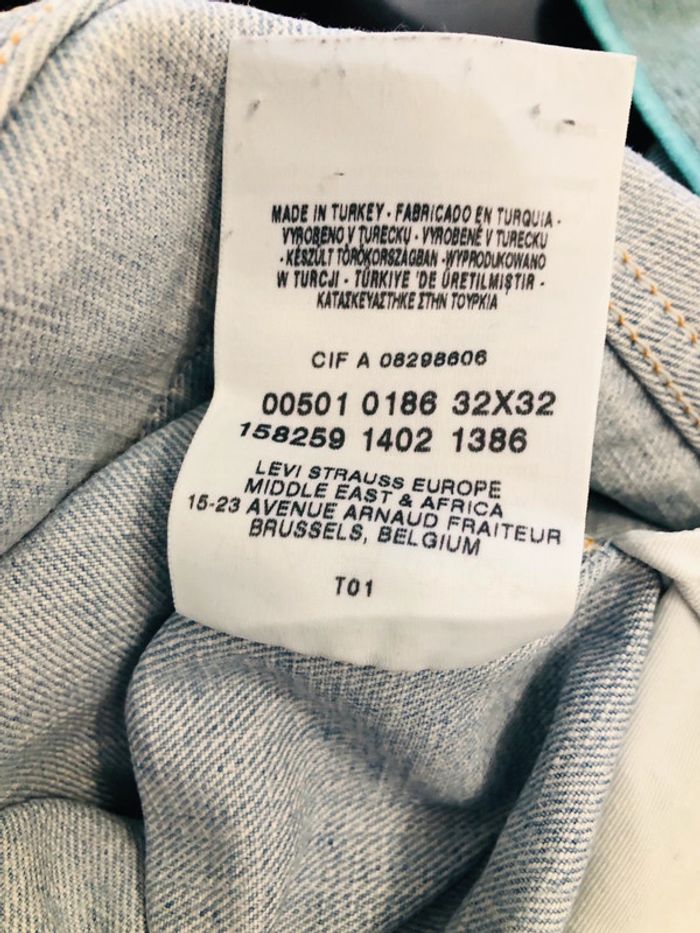 MADE IN TURKEY - FABRICADO EN TURQUIA -
VYROBENO V TURECKU - VYROBENÉ V TURECKU
- KÉSZÜLT TÖRÖKORSZÁGBAN - WYPRODUKOWANO
W TURCJI - TÜRKIYE 'DE ÜRETILMIŞTIR -
ΚΑΤΑΣΚΕΥΑΣΤΗΚΕ ΣΤΗΝ ΤΟΥΡΚΙΑ
CIF A 08298606
00501 0186 32X32
158259 1402 1386
LEVI STRAUSS EUROPE
MIDDLE EAST & AFRICA
15-23 AVENUE ARNAUD FRAITEUR
BRUSSELS, BELGIUM
T01